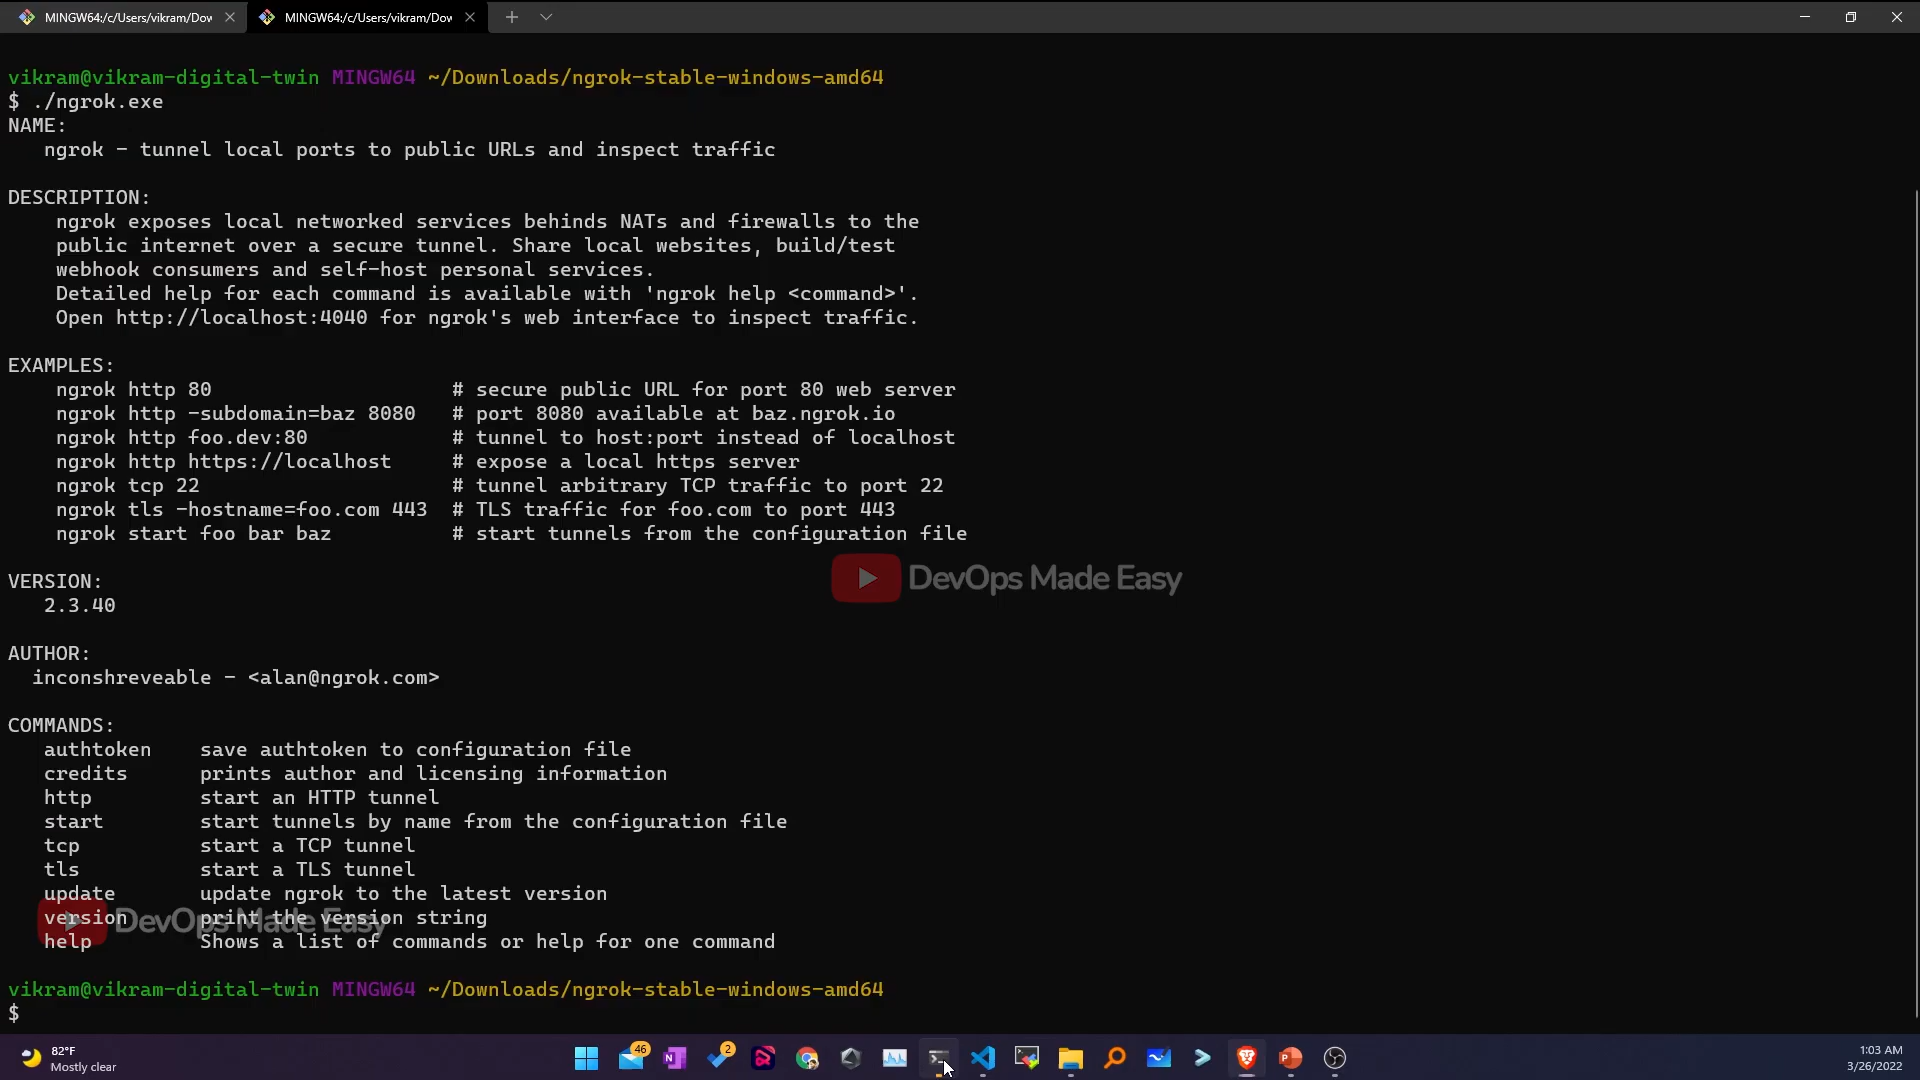 MINGW64:/c/Users/vikram/Dow
MINGW64:/c/Users/vikram/Dow
vikram@vikram-digital-twin MINGW64 ~/Downloads/ngrok-stable-windows-amd64
$ ./ngrok.exe
NAME:
ngrok - tunnel local ports to public URLs and inspect traffic
DESCRIPTION:
ngrok exposes local networked services behinds NATs and firewalls to the
public internet over a secure tunnel. Share local websites, build/test
webhook consumers and self-host personal services.
Detailed help for each command is available with 'ngrok help <command>'.
Open http://localhost:4040 for ngrok's web interface to inspect traffic.
EXAMPLES:
ngrok http 80 # secure public URL for port 80 web server
ngrok http -subdomain=baz 8080 # port 8080 available at baz.ngrok.io
ngrok http foo.dev:80 # tunnel to host:port instead of localhost
ngrok http https://localhost # expose a local https server
ngrok tcp 22 # tunnel arbitrary TCP traffic to port 22
ngrok tls -hostname=foo.com 443 # TLS traffic for foo.com to port 443
ngrok start foo bar baz # start tunnels from the configuration file
DevOps Made Easy
VERSION:
2.3.40
AUTHOR:
inconshreveable - <alan@ngrok.com>
COMMANDS:
authtoken save authtoken to configuration file
credits prints author and licensing information
http start an HTTP tunnel
start start tunnels by name from the configuration file
tcp start a TCP tunnel
tls start a TLS tunnel
update update ngrok to the latest version
version print the version string
DevOps Made Easy
help Shows a list of commands or help for one command
vikram@vikram-digital-twin MINGW64 ~/Downloads/ngrok-stable-windows-amd64
$
82°F
Mostly clear
46
2
1:03 AM
3/26/2022